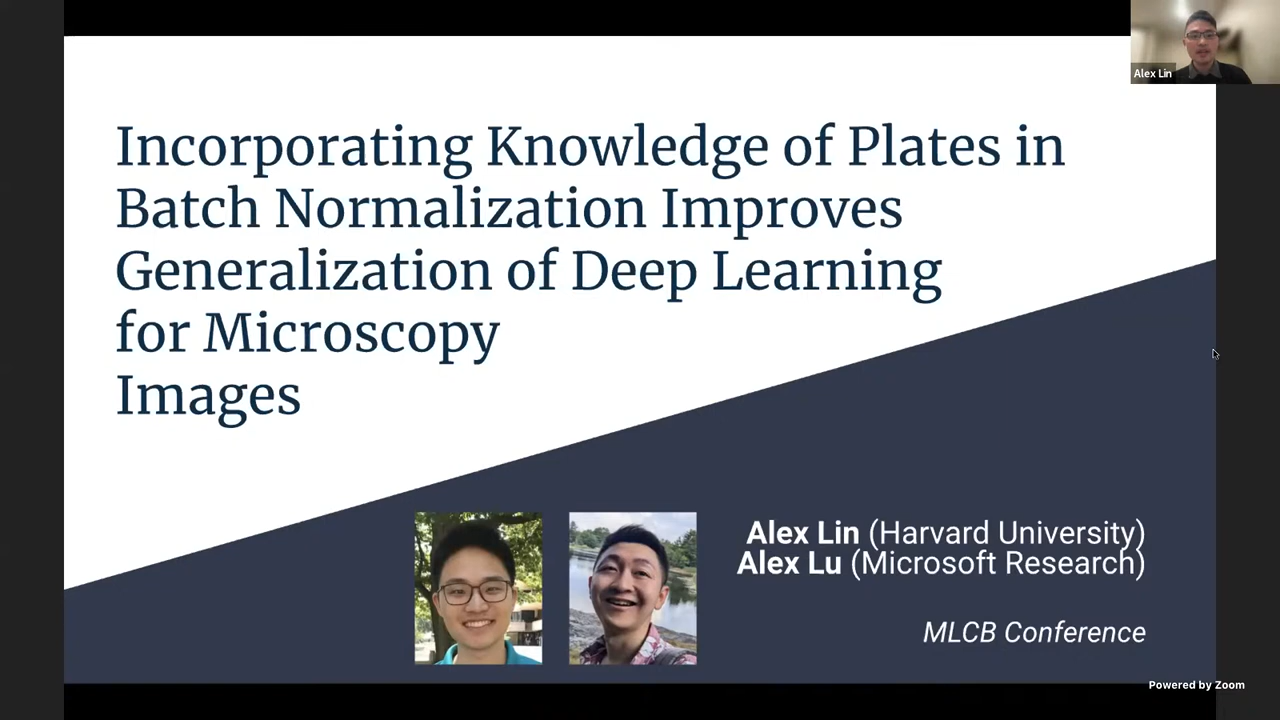 Alex Lin
Incorporating Knowledge of Plates in
Batch Normalization Improves
Generalization of Deep Learning
for Microscopy
Images
Alex Lin (Harvard University)
Alex Lu (Microsoft Research)
MLCB Conference
Powered by Zoom